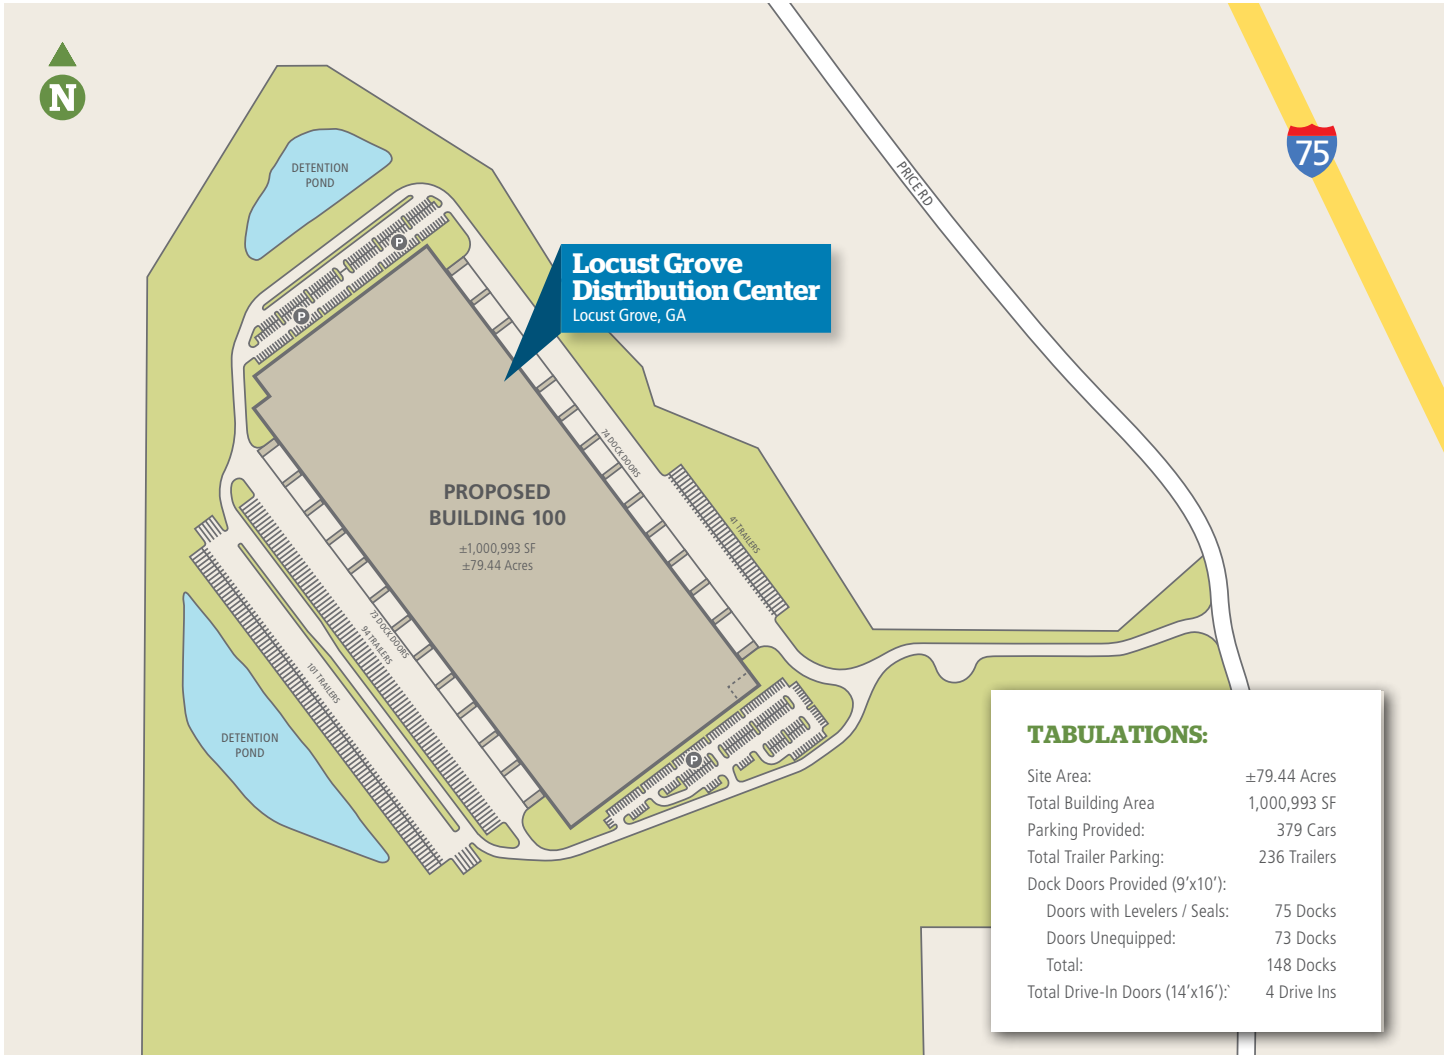 N
DETENTION
POND
PRICE RD
75
P
P
Locust Grove
Distribution Center
Locust Grove, GA
74 DOCK DOORS
PROPOSED
BUILDING 100
±1,000,993 SF
±79.44 Acres
41 TRAILERS
73 DOCK DOORS
94 TRAILERS
101 TRAILERS
DETENTION
POND
P
TABULATIONS:
Site Area: ±79.44 Acres
Total Building Area 1,000,993 SF
Parking Provided: 379 Cars
Total Trailer Parking: 236 Trailers
Dock Doors Provided (9'x10'):
Doors with Levelers / Seals: 75 Docks
Doors Unequipped: 73 Docks
Total: 148 Docks
Total Drive-In Doors (14'x16'):` 4 Drive Ins